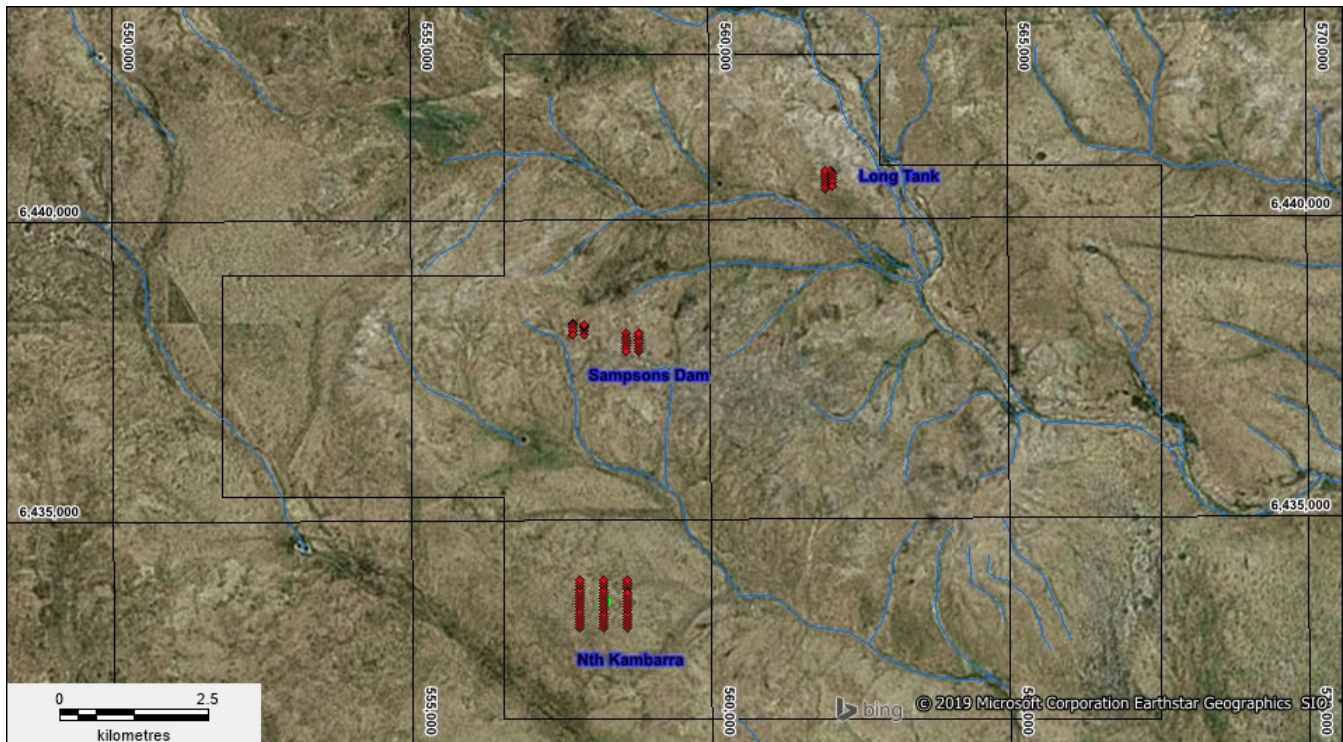 550,000
555,000
560,000
565,000
570,000
Long Tank
6,440,000
6,440,000
Sampsons Dam
6,435,000
6,435,000
Nth Kambarra
0 2.5
kilometres
555,000
560,000
bing
© 2019 Microsoft Corporation Earthstar Geographics SIO